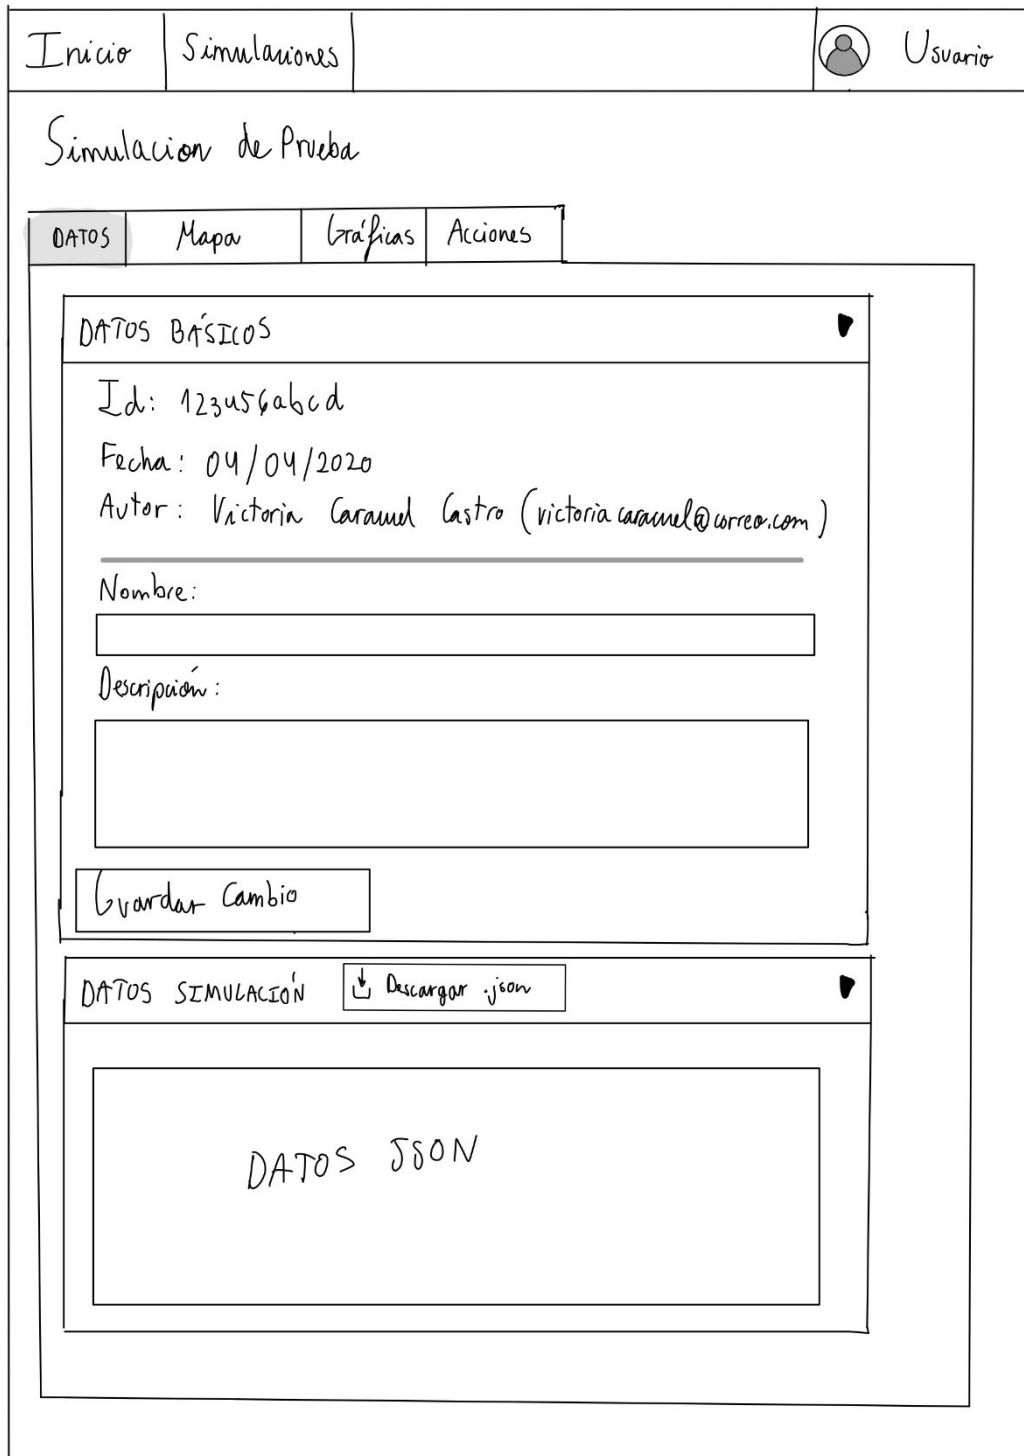 Inicio Simulaciones Usuario
Simulacion de Prueba
DATOS Mapa Gráficas Acciones
DATOS BÁSICOS
Id: 123456abcd
Fecha: 04/04/2020
Autor: Victoria Caramel Castro (victoriacaramel@correo.com)
Nombre:
Descripción:
Guardar Cambio
DATOS SIMULACIÓN Descargar .json
DATOS JSON